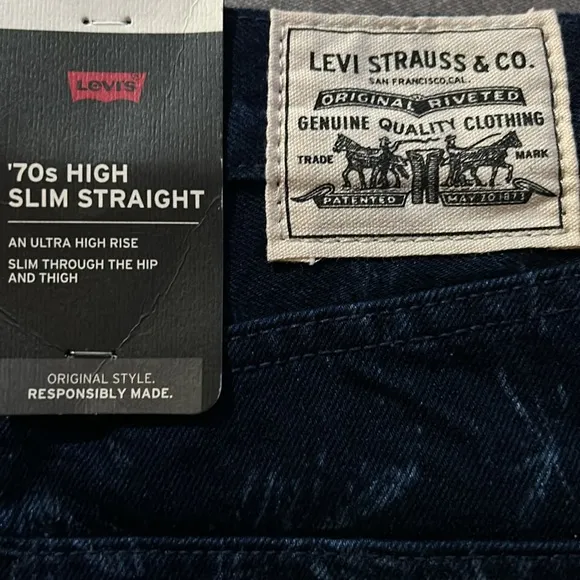 Levi's
'70s HIGH
SLIM STRAIGHT
AN ULTRA HIGH RISE
SLIM THROUGH THE HIP
AND THIGH
ORIGINAL STYLE.
RESPONSIBLY MADE.
LEVI STRAUSS & CO.
SAN FRANCISCO, CAL.
ORIGINAL RIVETED
GENUINE QUALITY CLOTHING
TRADE MARK
PATENTED MAY 20 1873